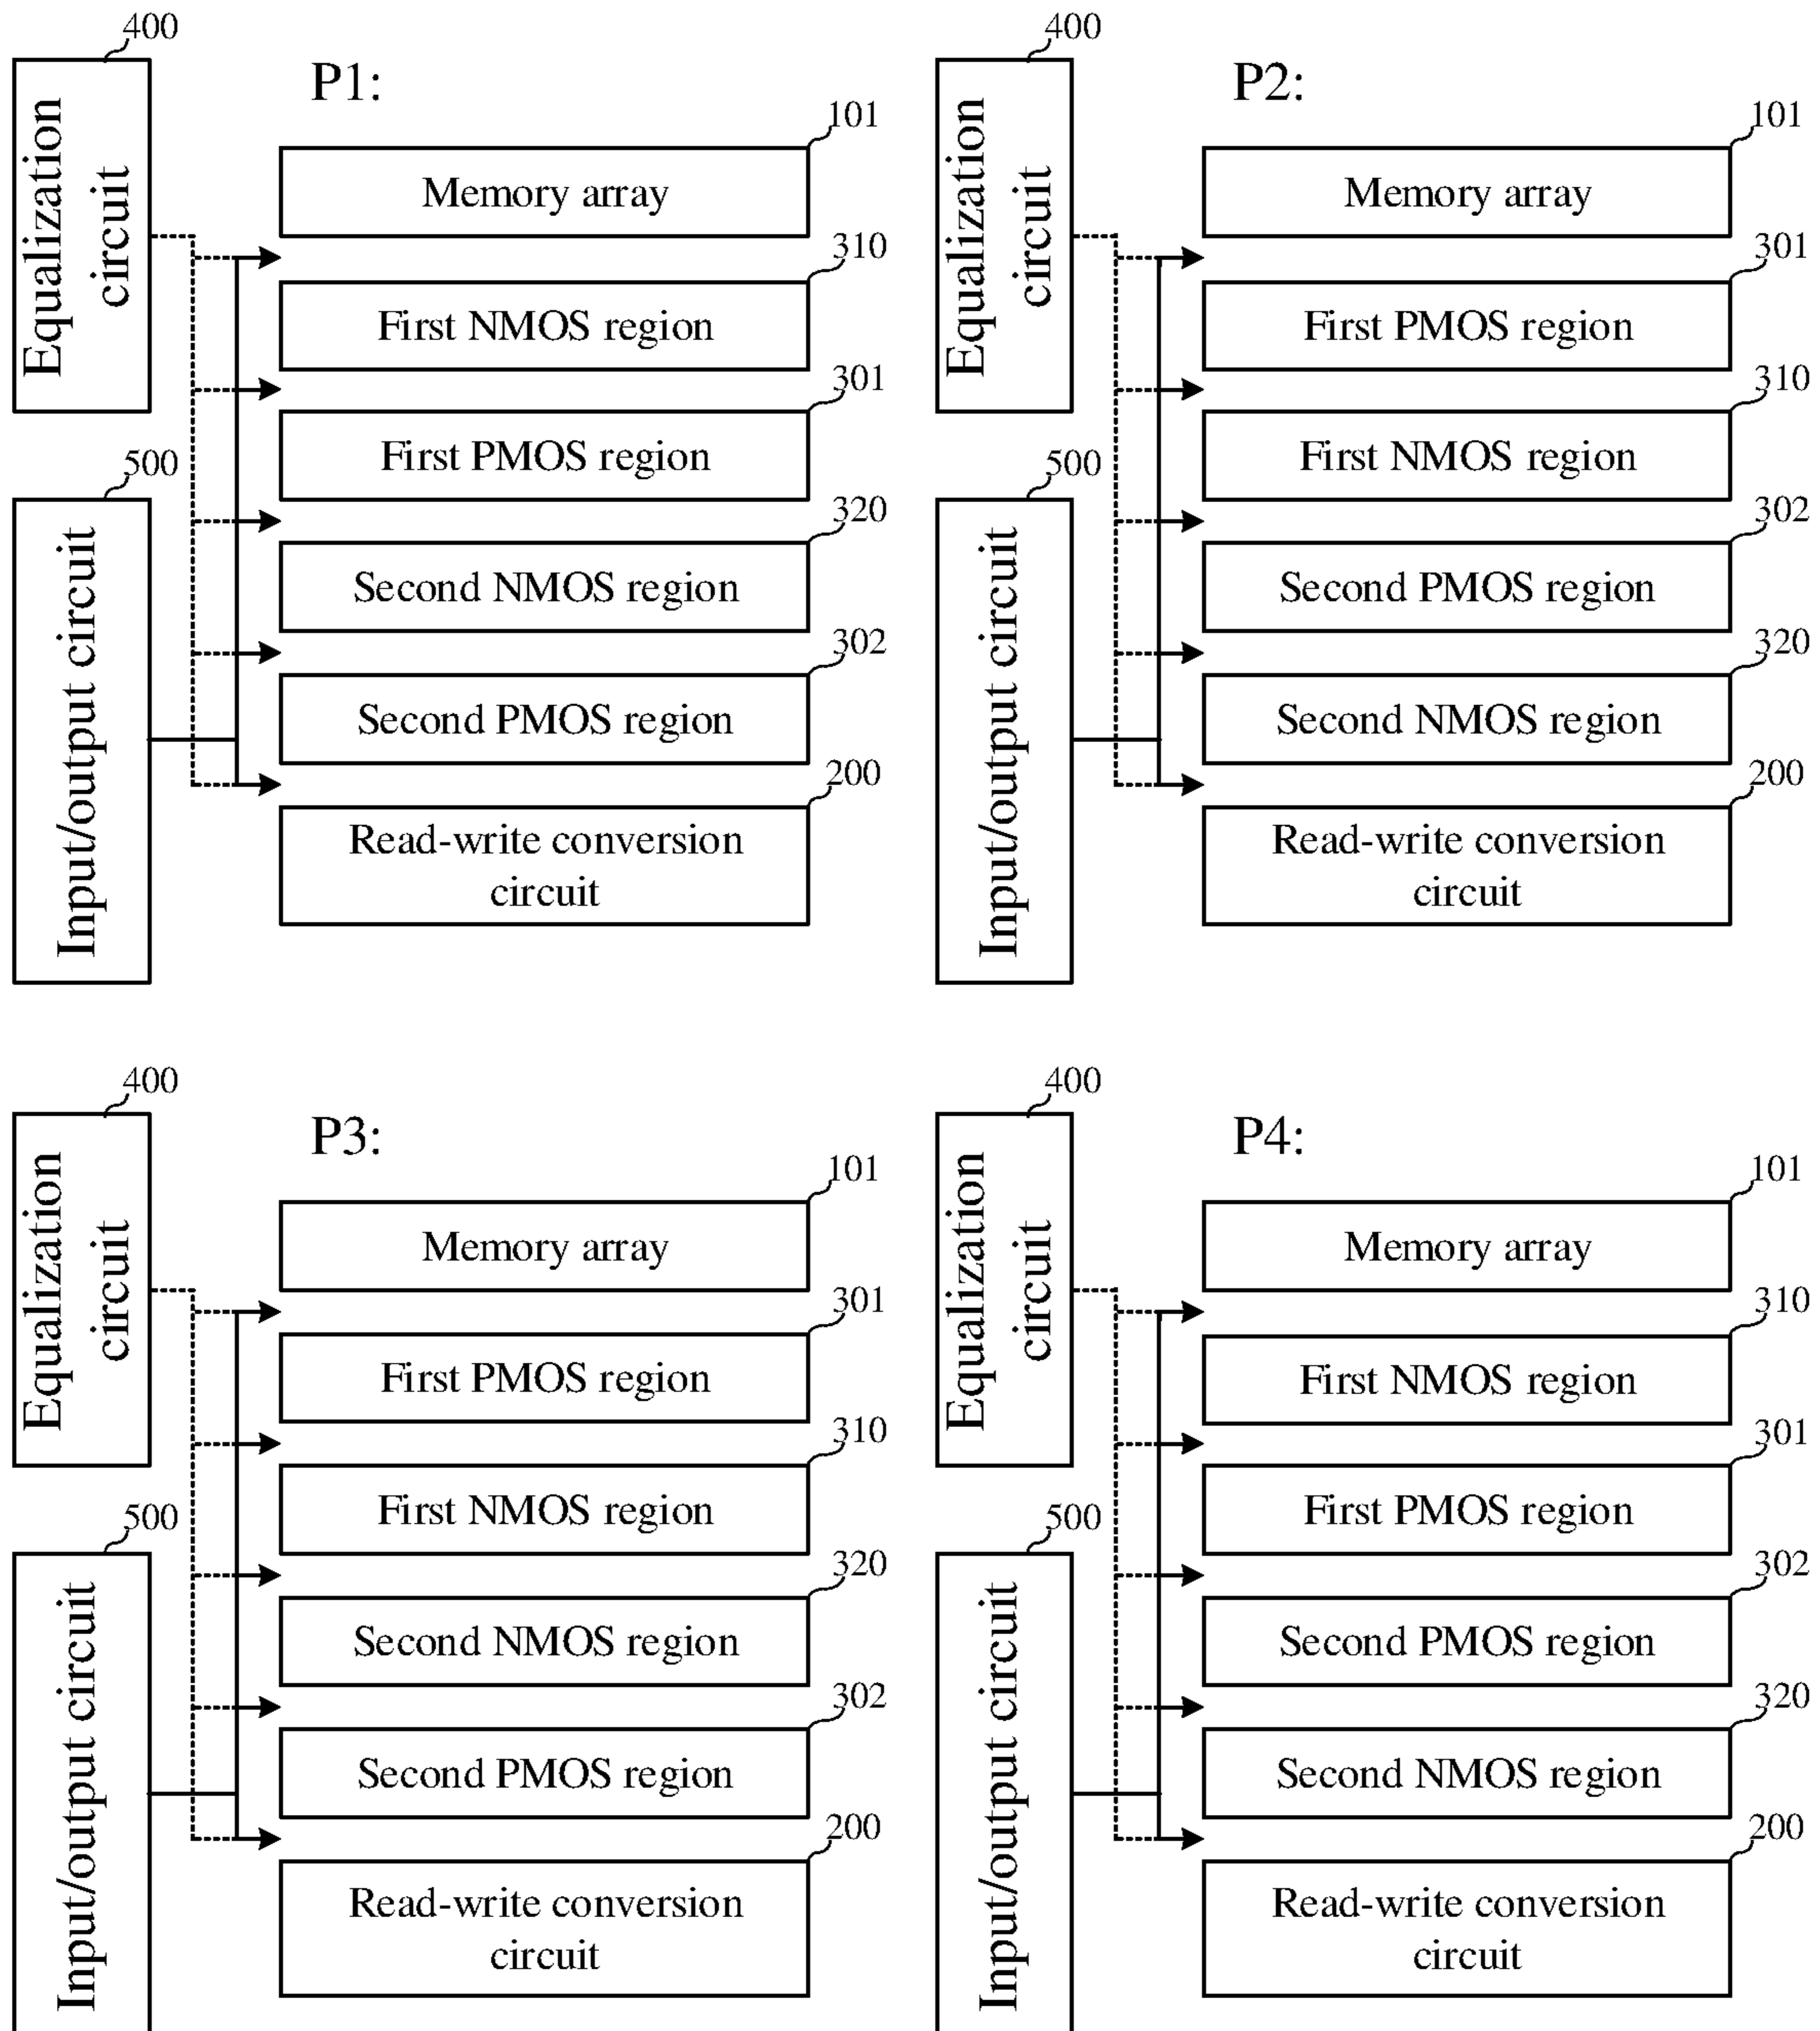 400
Equalization
circuit
500
Input/output circuit
P1:
101
Memory array
310
First NMOS region
301
First PMOS region
320
Second NMOS region
302
Second PMOS region
200
Read-write conversion
circuit
400
Equalization
circuit
500
Input/output circuit
P2:
101
Memory array
301
First PMOS region
310
First NMOS region
302
Second PMOS region
320
Second NMOS region
200
Read-write conversion
circuit
400
Equalization
circuit
500
Input/output circuit
P3:
101
Memory array
301
First PMOS region
310
First NMOS region
320
Second NMOS region
302
Second PMOS region
200
Read-write conversion
circuit
400
Equalization
circuit
500
Input/output circuit
P4:
101
Memory array
310
First NMOS region
301
First PMOS region
302
Second PMOS region
320
Second NMOS region
200
Read-write conversion
circuit